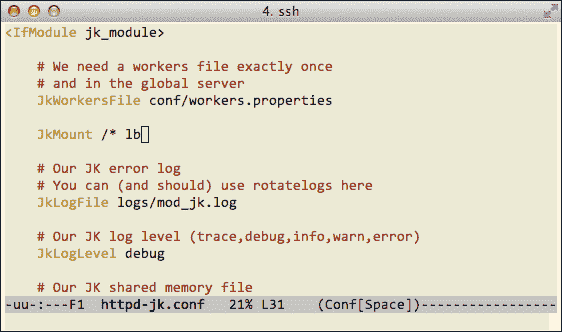 4. ssh
<IfModule jk_module>
# We need a workers file exactly once
# and in the global server
JkWorkersFile conf/workers.properties
JkMount /* lb
# Our JK error log
# You can (and should) use rotatelogs here
JkLogFile logs/mod_jk.log
# Our JK log level (trace,debug,info,warn,error)
JkLogLevel debug
# Our JK shared memory file
-uu-:---F1  httpd-jk.conf   21% L31    (Conf[Space])-----------------